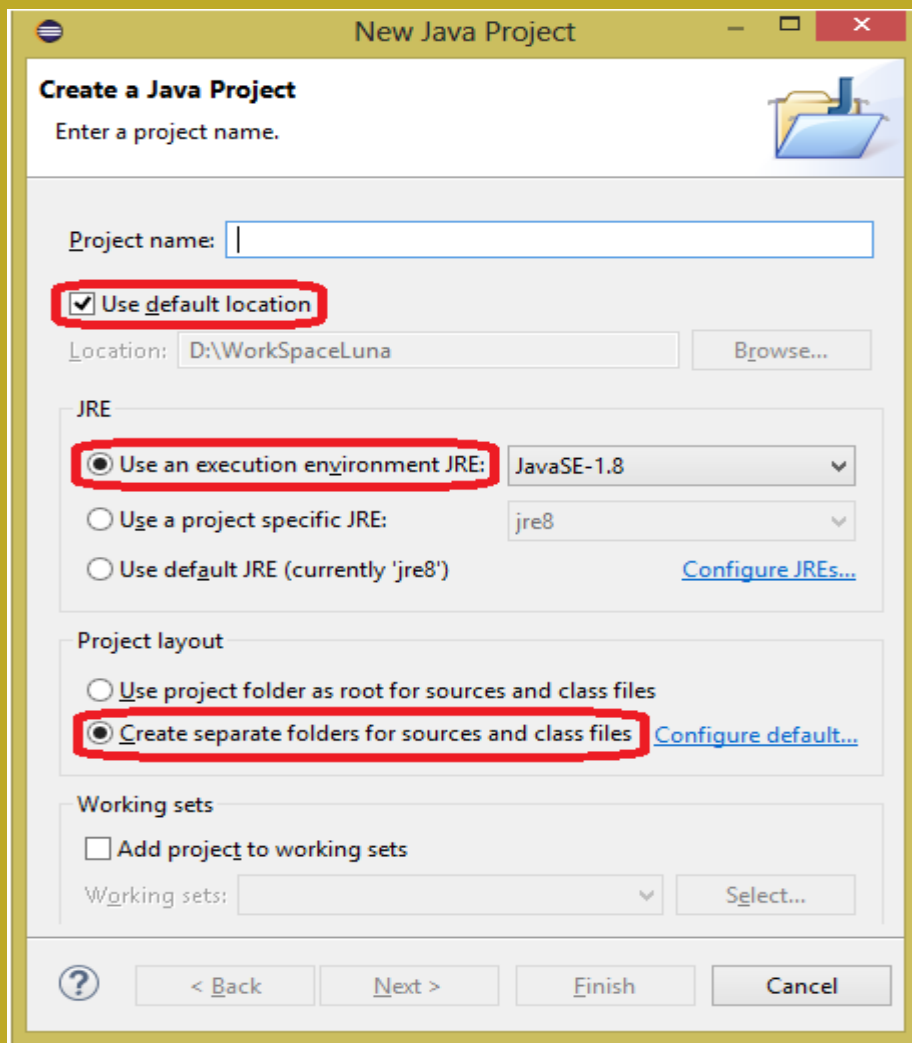 New Java Project
Create a Java Project
Enter a project name.
Project name:
Use default location
Location: D:\WorkSpaceLuna Browse...
JRE
Use an execution environment JRE: JavaSE-1.8
Use a project specific JRE: jre8
Use default JRE (currently 'jre8') Configure JREs...
Project layout
Use project folder as root for sources and class files
Create separate folders for sources and class files Configure default...
Working sets
Add project to working sets
Working sets: Select...
? < Back Next > Finish Cancel